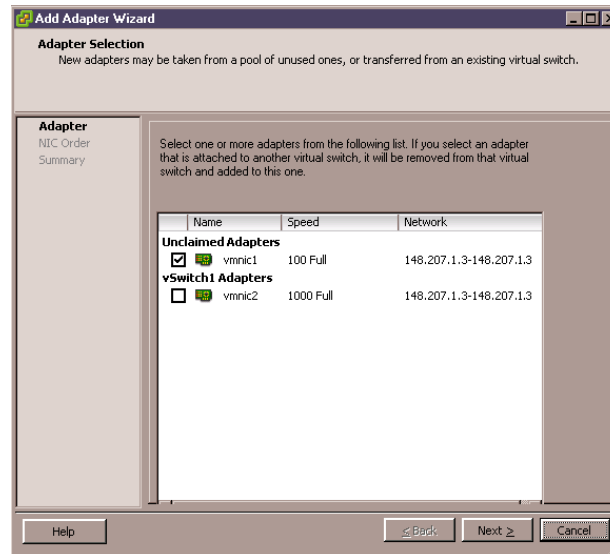 Add Adapter Wizard
Adapter Selection
New adapters may be taken from a pool of unused ones, or transferred from an existing virtual switch.
Adapter
NIC Order
Summary
Select one or more adapters from the following list. If you select an adapter
that is attached to another virtual switch, it will be removed from that virtual
switch and added to this one.
Name Speed Network
Unclaimed Adapters
vmnic1 100 Full 148.207.1.3-148.207.1.3
vSwitch1 Adapters
vmnic2 1000 Full 148.207.1.3-148.207.1.3
Help < Back Next > Cancel